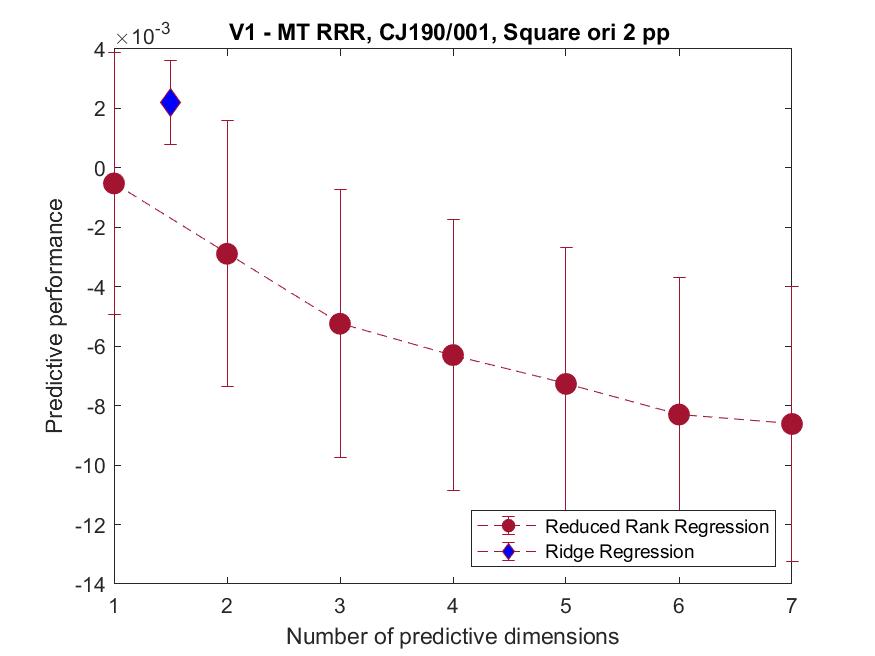 ×10⁻³
V1 - MT RRR, CJ190/001, Square ori 2 pp
4
2
0
-2
-4
-6
-8
-10
-12
-14
Predictive performance
Reduced Rank Regression
Ridge Regression
1 2 3 4 5 6 7
Number of predictive dimensions